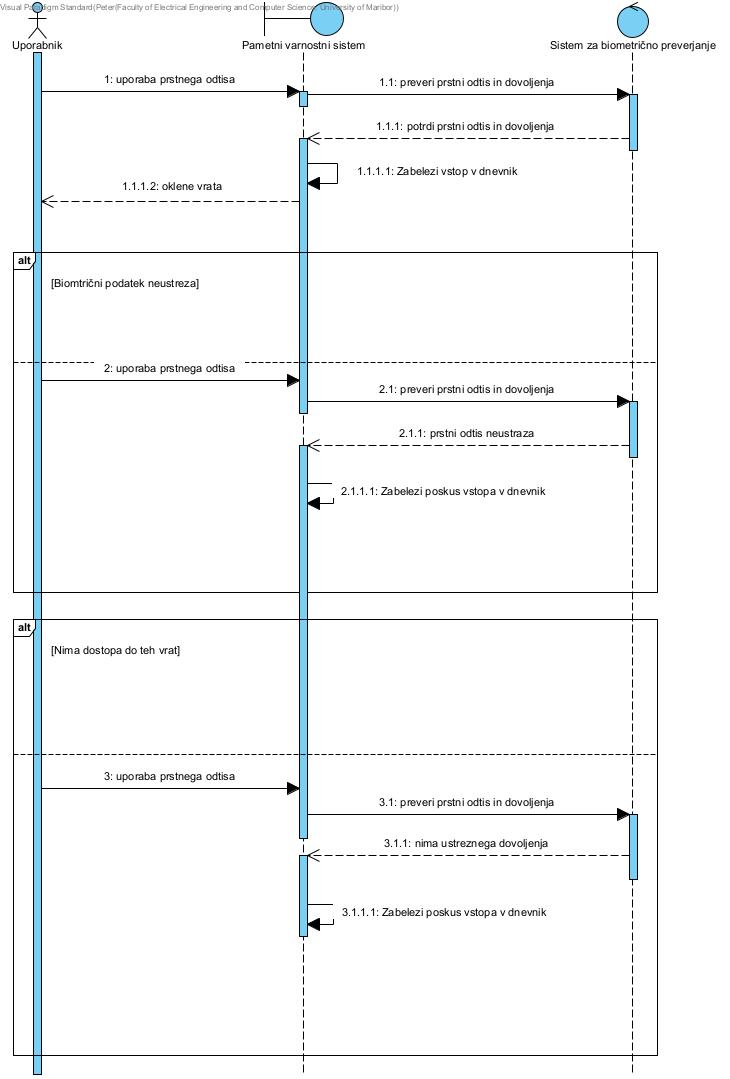 Visual Paradigm Standard(Peter(Faculty of Electrical Engineering and Computer Science, University of Maribor))
Uporabnik
Pametni varnostni sistem
Sistem za biometrično preverjanje
1: uporaba prstnega odtisa
1.1: preveri prstni odtis in dovoljenja
1.1.1: potrdi prstni odtis in dovoljenja
1.1.1.1: Zabelezi vstop v dnevnik
1.1.1.2: oklene vrata
alt
[Biomtrični podatek neustreza]
2: uporaba prstnega odtisa
2.1: preveri prstni odtis in dovoljenja
2.1.1: prstni odtis neustraza
2.1.1.1: Zabelezi poskus vstopa v dnevnik
alt
[Nima dostopa do teh vrat]
3: uporaba prstnega odtisa
3.1: preveri prstni odtis in dovoljenja
3.1.1: nima ustreznega dovoljenja
3.1.1.1: Zabelezi poskus vstopa v dnevnik